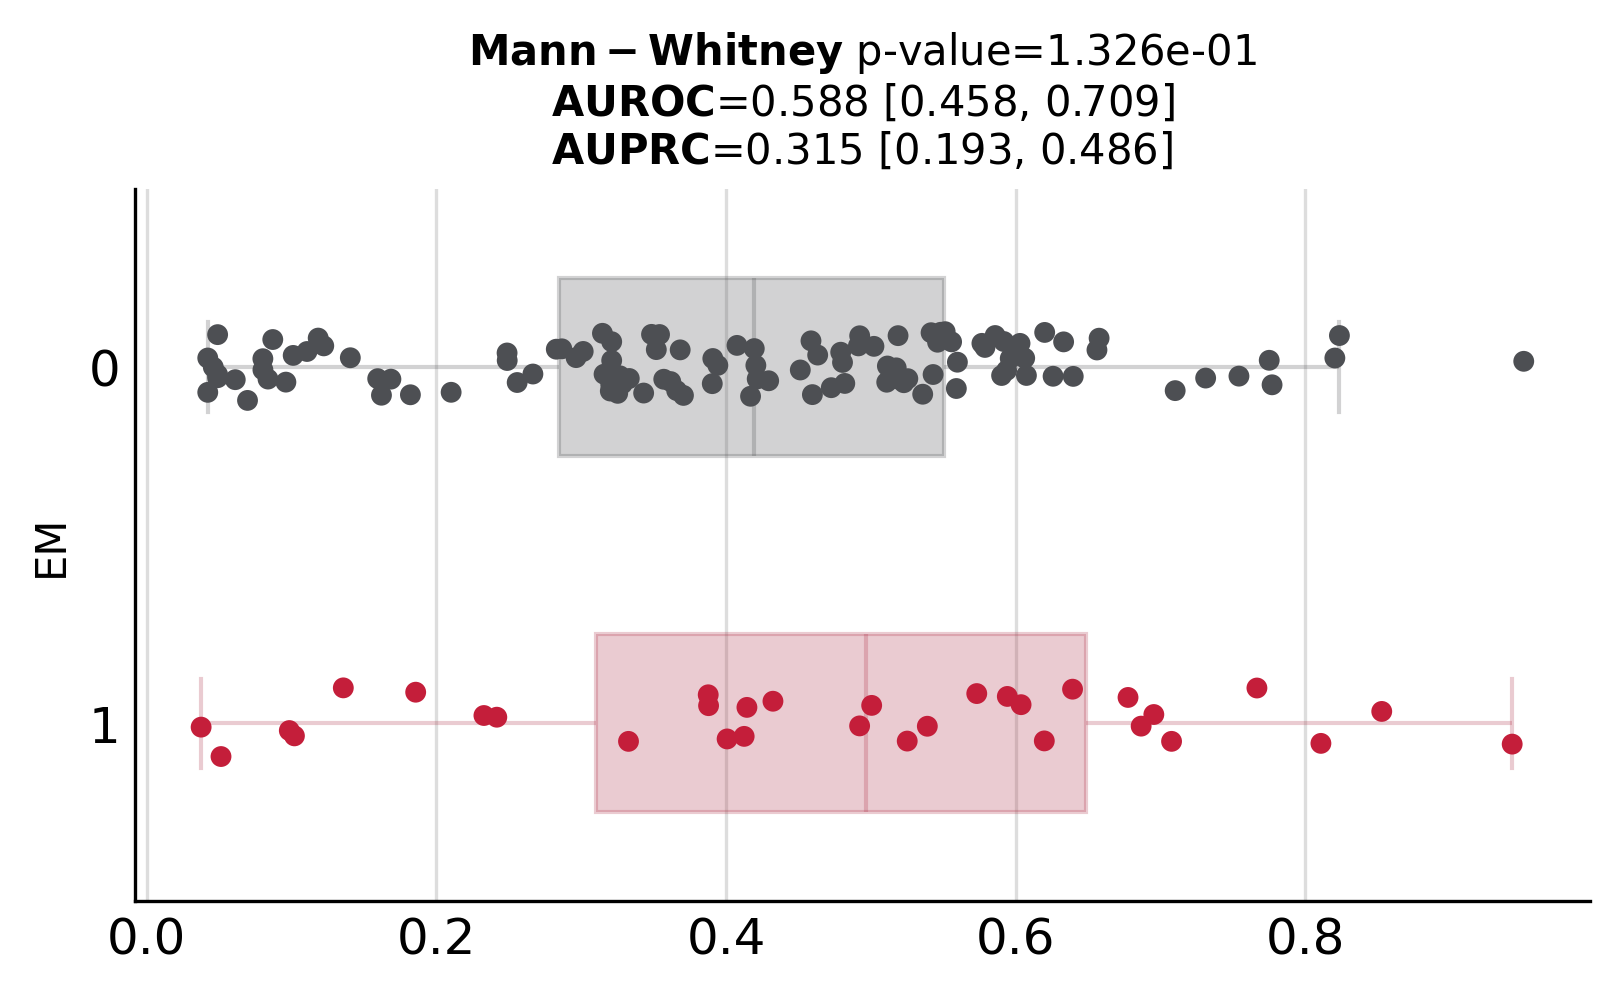 Mann−Whitney p-value=1.326e-01
AUROC=0.588 [0.458, 0.709]
AUPRC=0.315 [0.193, 0.486]
0
EM
1
0.0 0.2 0.4 0.6 0.8